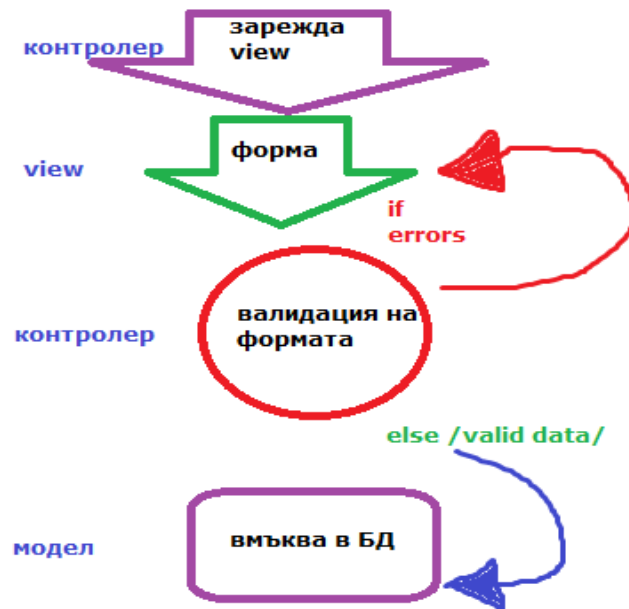 зарежда
view
контролер
форма
view
if
errors
валидация на
формата
контролер
else /valid data/
вмъква в БД
модел